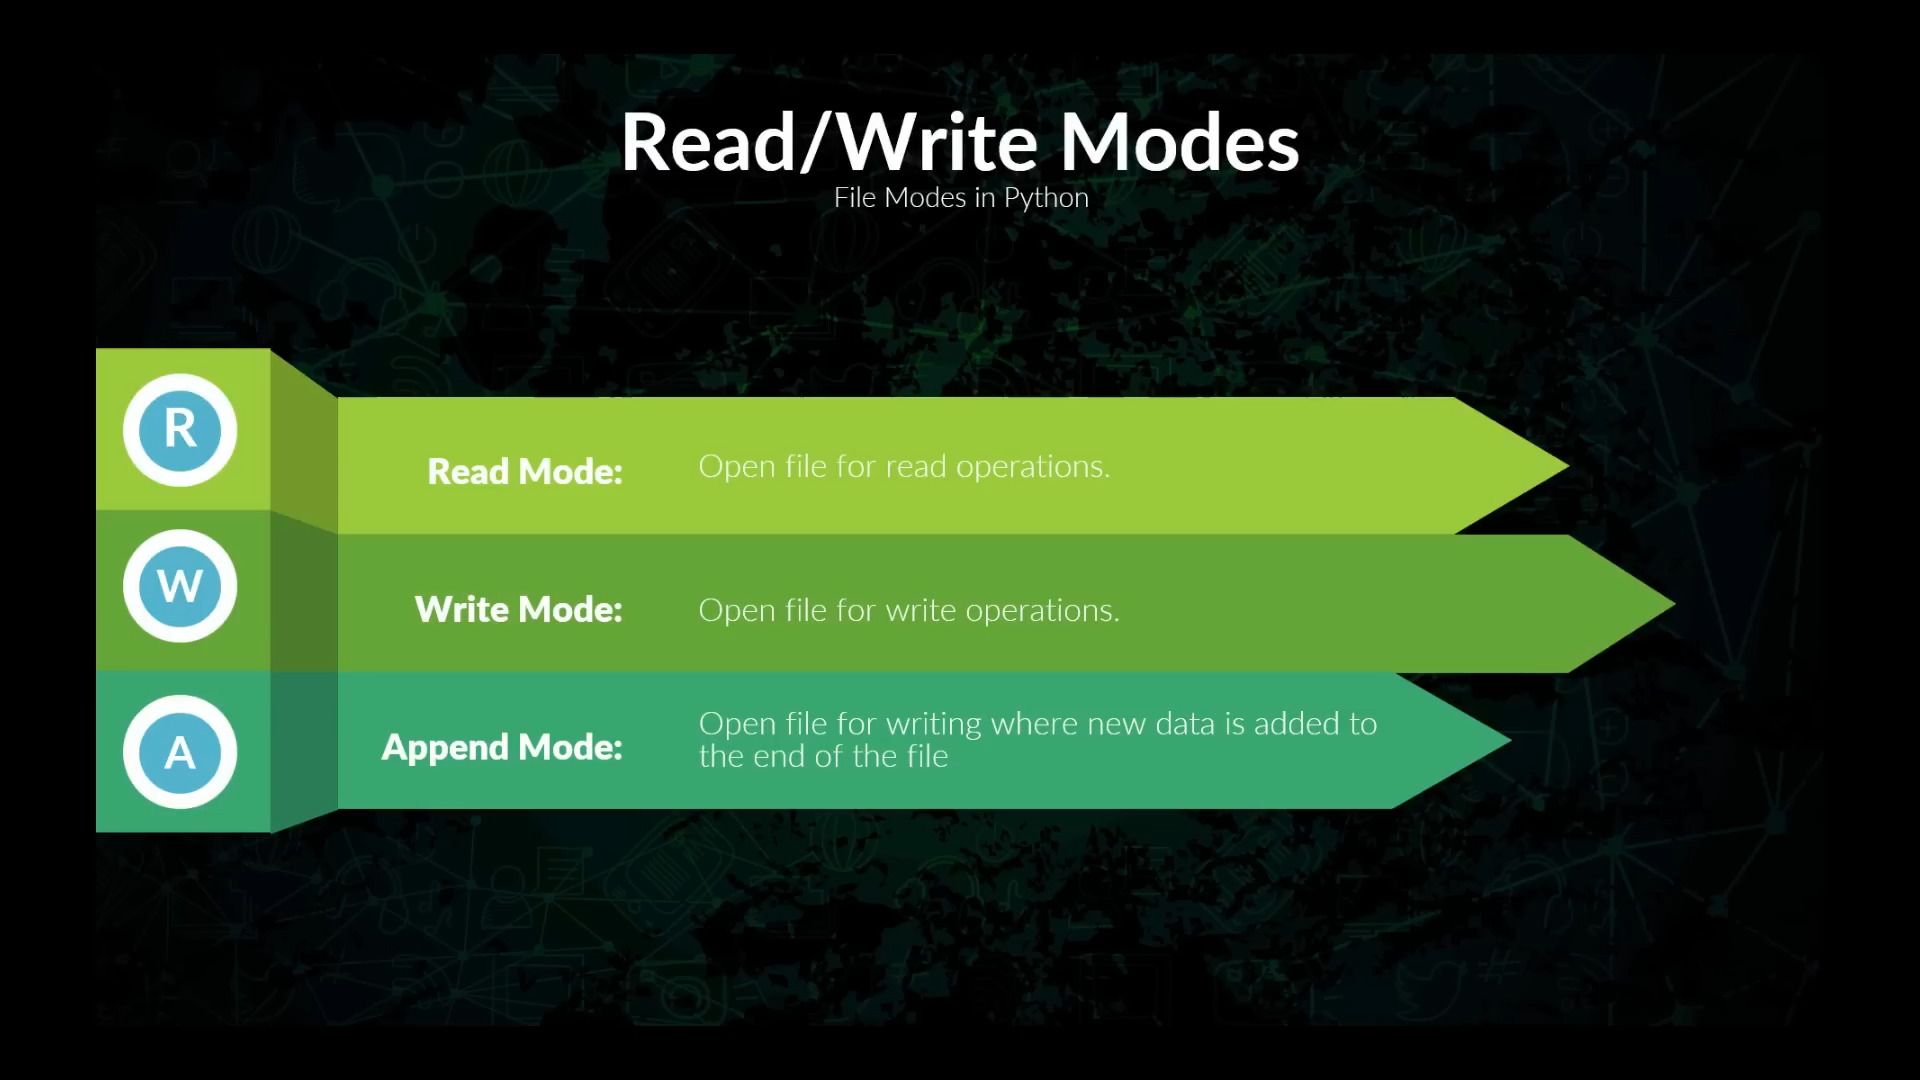 Read/Write Modes
File Modes in Python
R
Read Mode:
Open file for read operations.
W
Write Mode:
Open file for write operations.
A
Append Mode:
Open file for writing where new data is added to
the end of the file